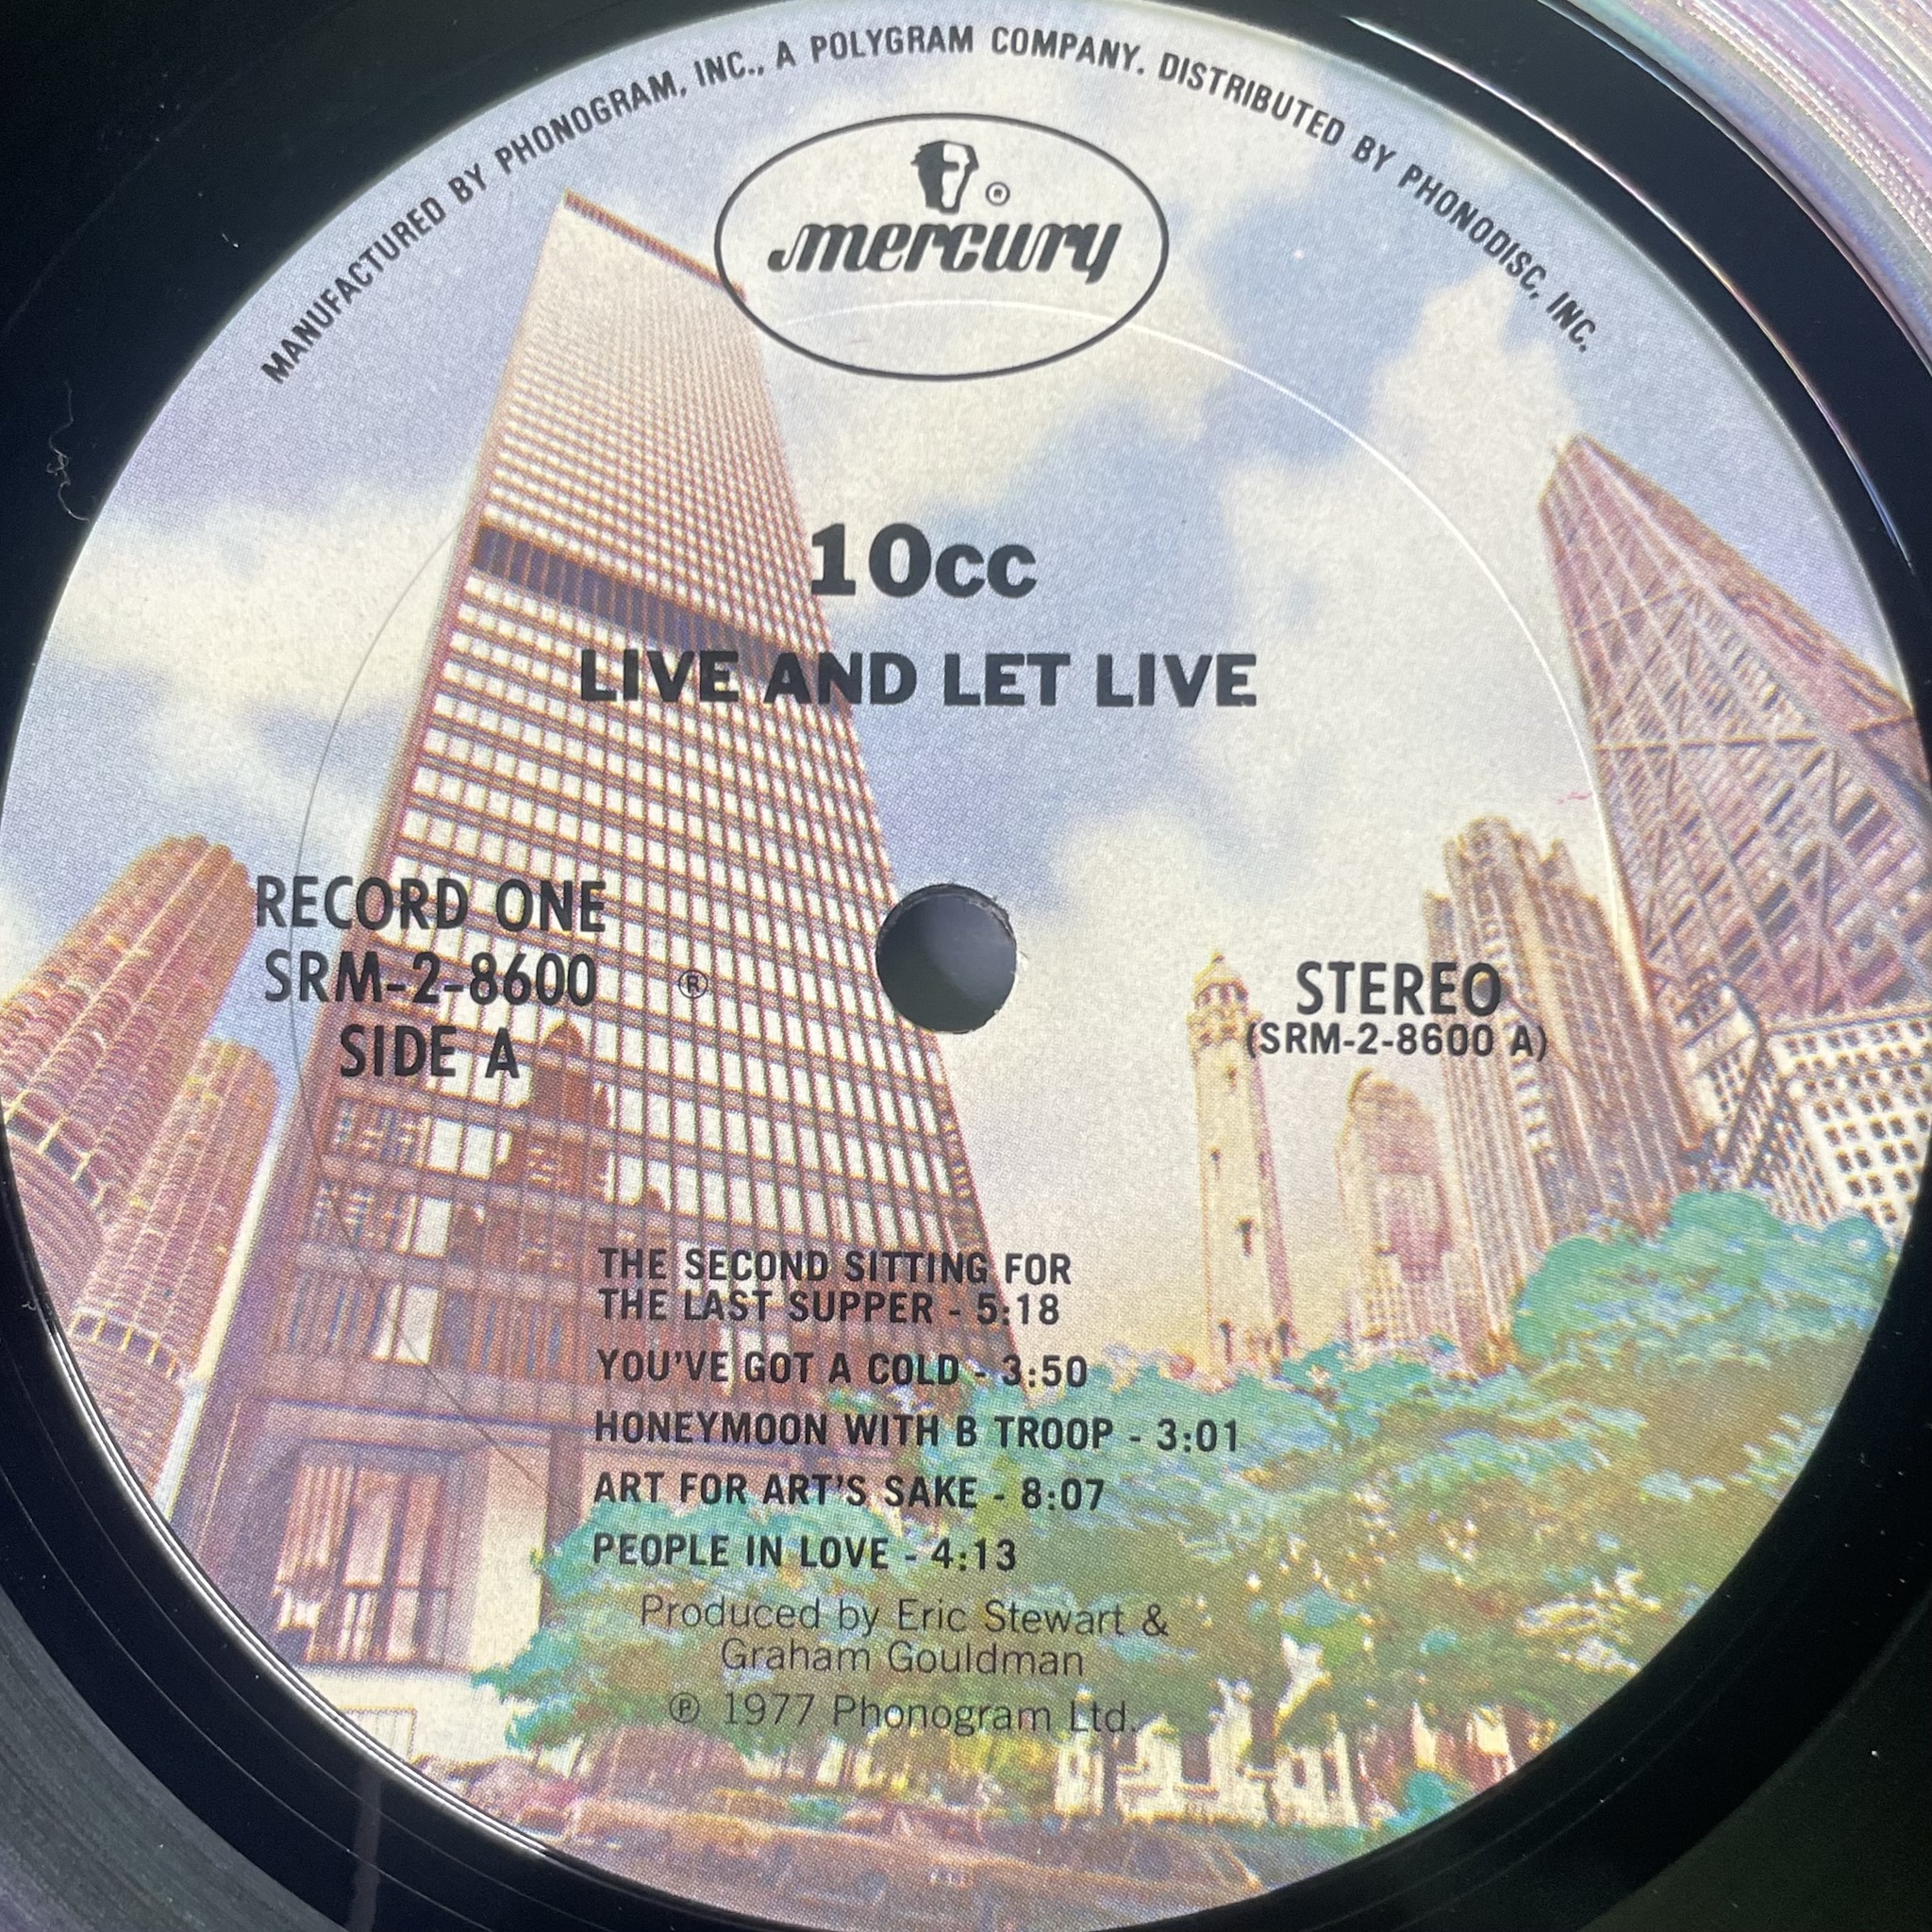 MANUFACTURED BY PHONOGRAM, INC., A POLYGRAM COMPANY. DISTRIBUTED BY PHONODISC, INC.
®
mercury
10cc
LIVE AND LET LIVE
RECORD ONE
SRM-2-8600
®
SIDE A
STEREO
(SRM-2-8600 A)
THE SECOND SITTING FOR
THE LAST SUPPER - 5:18
YOU'VE GOT A COLD - 3:50
HONEYMOON WITH B TROOP - 3:01
ART FOR ART'S SAKE - 8:07
PEOPLE IN LOVE - 4:13
Produced by Eric Stewart &
Graham Gouldman
℗ 1977 Phonogram Ltd.